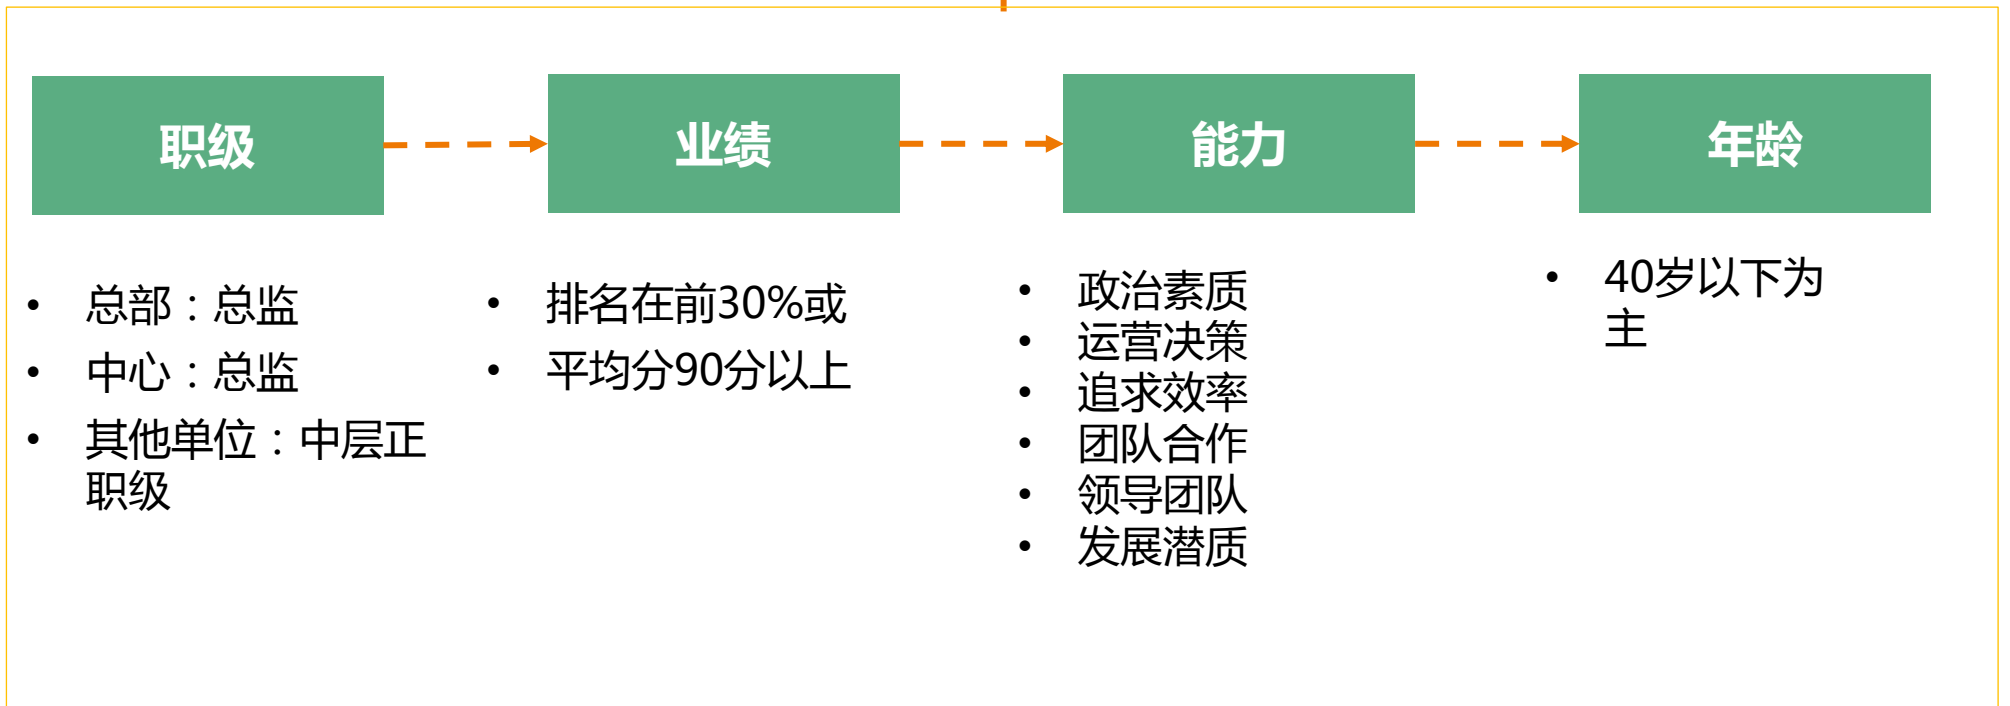 职级
总部：总监
中心：总监
其他单位：中层正
职级
业绩
排名在前30%或
平均分90分以上
能力
政治素质
运营决策
追求效率
团队合作
领导团队
发展潜质
年龄
40岁以下为
主